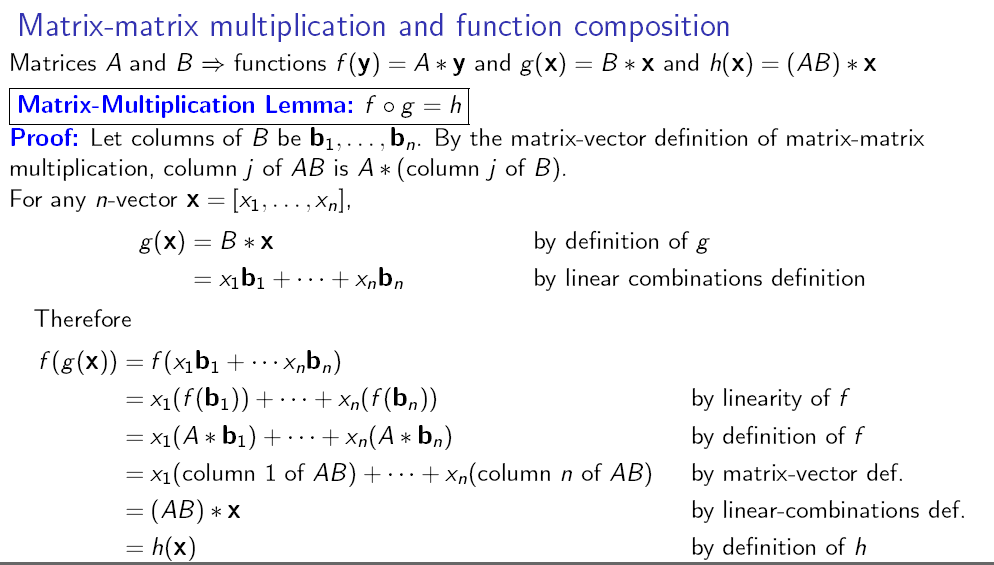 Matrix-matrix multiplication and function composition
Matrices A and B ⇒ functions f(y) = A ∗ y and g(x) = B ∗ x and h(x) = (AB) ∗ x
Matrix-Multiplication Lemma: f ∘ g = h
Proof: Let columns of B be b₁, . . . , bₙ. By the matrix-vector definition of matrix-matrix
multiplication, column j of AB is A ∗ (column j of B).
For any n-vector x = [x₁, . . . , xₙ],
g(x) = B ∗ x by definition of g
= x₁b₁ + · · · + xₙbₙ by linear combinations definition
Therefore
f(g(x)) = f(x₁b₁ + · · · xₙbₙ)
= x₁(f(b₁)) + · · · + xₙ(f(bₙ)) by linearity of f
= x₁(A ∗ b₁) + · · · + xₙ(A ∗ bₙ) by definition of f
= x₁(column 1 of AB) + · · · + xₙ(column n of AB) by matrix-vector def.
= (AB) ∗ x by linear-combinations def.
= h(x) by definition of h